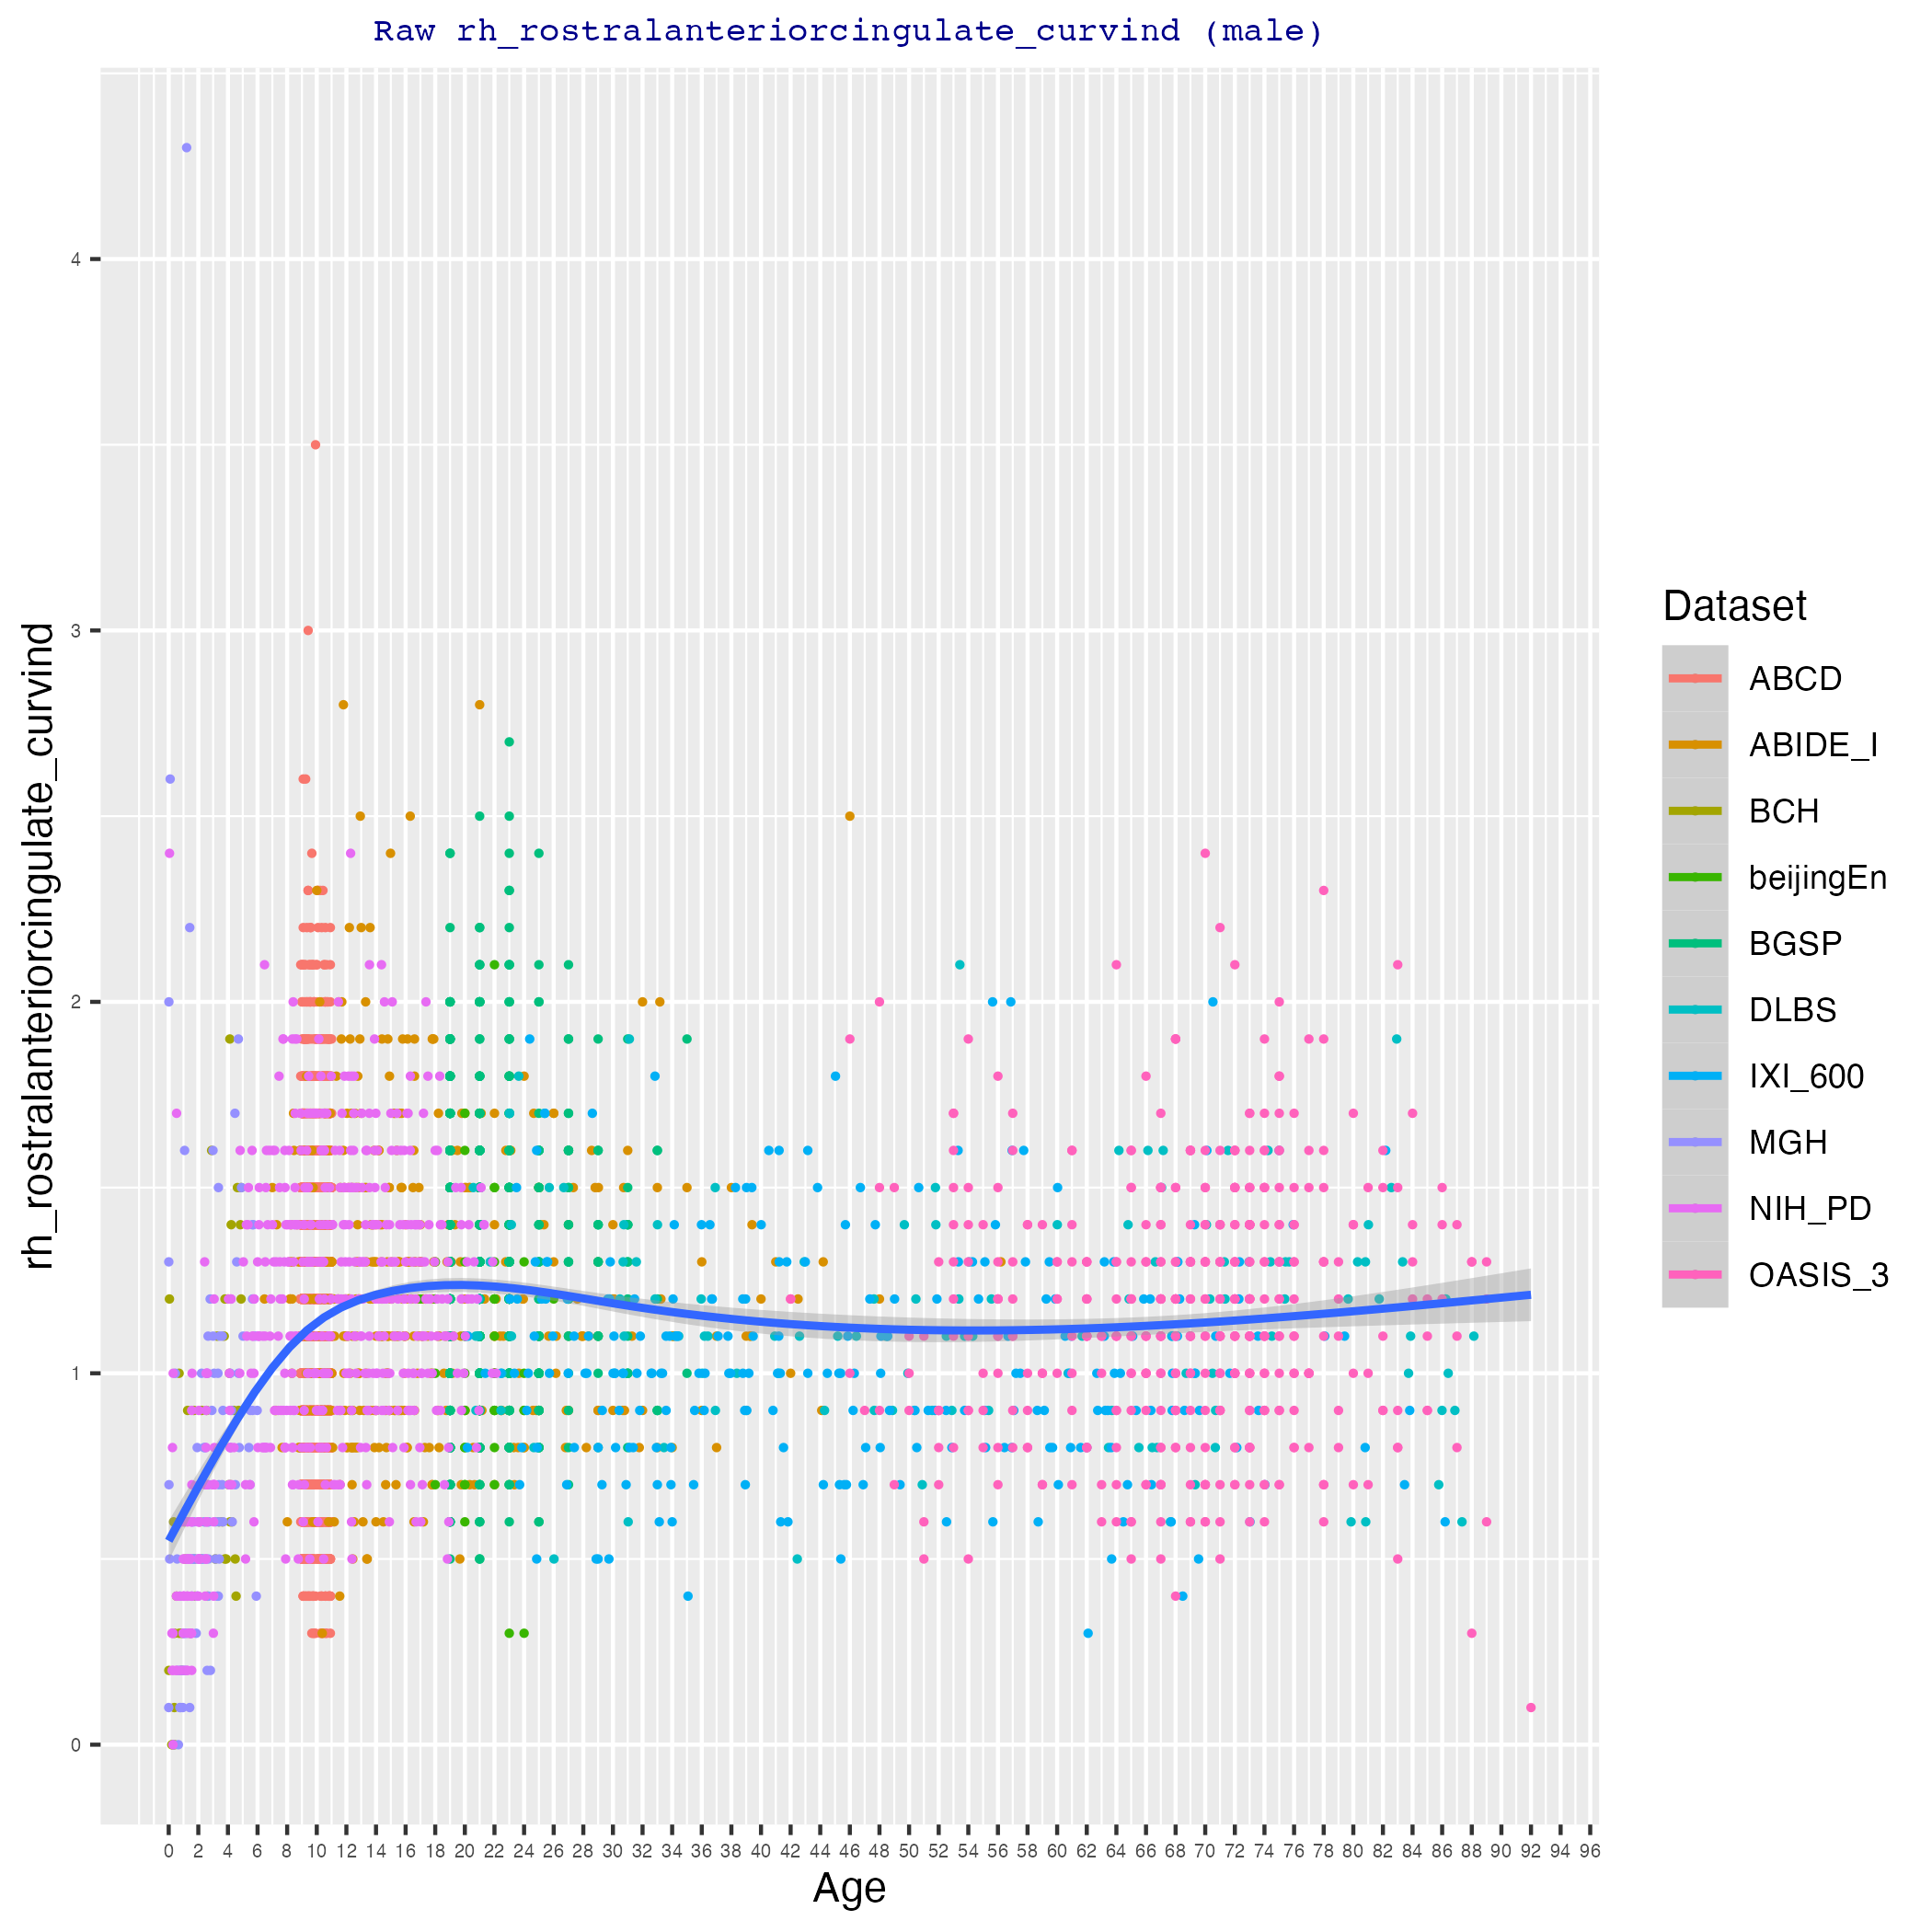 Raw rh_rostralanteriorcingulate_curvind (male)
rh_rostralanteriorcingulate_curvind
4
3
2
1
0
0 2 4 6 8 10 12 14 16 18 20 22 24 26 28 30 32 34 36 38 40 42 44 46 48 50 52 54 56 58 60 62 64 66 68 70 72 74 76 78 80 82 84 86 88 90 92 94 96
Age
Dataset
ABCD
ABIDE_I
BCH
beijingEn
BGSP
DLBS
IXI_600
MGH
NIH_PD
OASIS_3